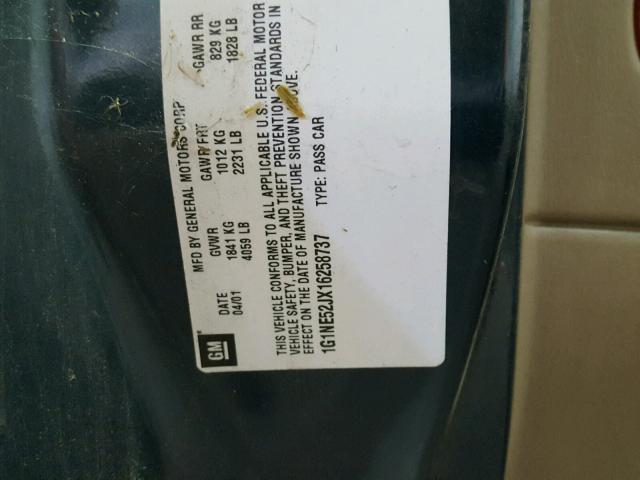 GM
MFD BY GENERAL MOTORS CORP
DATE GVWR GAWR FRT GAWR RR
04/01 1841 KG 1012 KG 829 KG
4059 LB 2231 LB 1828 LB
THIS VEHICLE CONFORMS TO ALL APPLICABLE U.S. FEDERAL MOTOR
VEHICLE SAFETY, BUMPER, AND THEFT PREVENTION STANDARDS IN
EFFECT ON THE DATE OF MANUFACTURE SHOWN ABOVE.
1G1NE52JX16258737 TYPE: PASS CAR